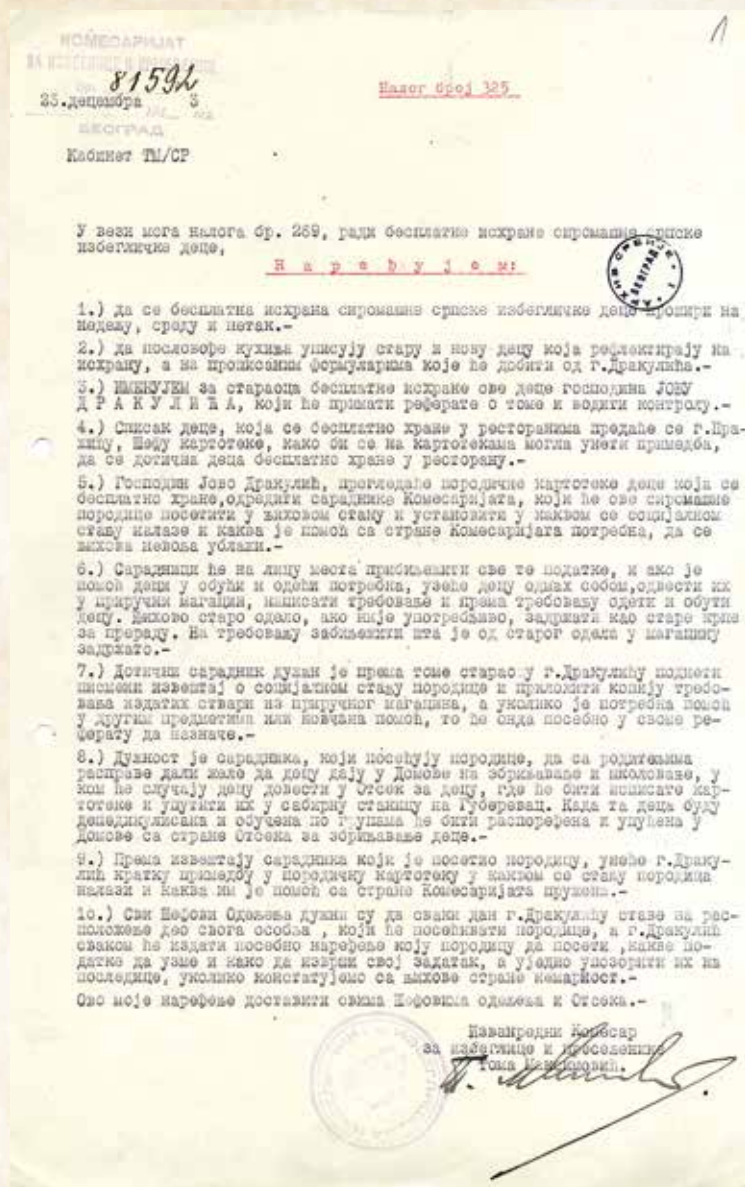 1
КОМЕСАРИЈАТ
ЗА ИЗБЕГЛИЦЕ И ПРЕСЕЛЕНИКЕ
81592
23.децембра 3
БЕОГРАД
Налог број 325
Кабинет ТМ/СР
У вези мога налога бр. 269, ради бесплатне исхране сиромашне српске
избегличке деце,
Н а р е ђ у ј е м:
АРХИВ СРБИЈЕ • БЕОГРАД
1.) да се бесплатна исхрана сиромашне српске избегличке деце прошири на
недељу, среду и петак.-
2.) да пословође кухиња уписују стару и нову децу која рефлектирају на
исхрану, а на прописаним формуларима које ће добити од г.Дракулића.-
3.) ИМЕНУЈЕМ за стараоца бесплатне исхране ове деце господина ЈОВУ
Д Р А К У Л И Ћ А, који ће примати реферате о томе и водити контролу.-
4.) Списак деце, која се бесплатно хране у ресторанима предаће се г.Пра-
жићу, Шефу картотеке, како би се на картотекама могла унети примедба,
да се дотична деца бесплатно хране у ресторану.-
5.) Господин Јово Дракулић, прегледаће породичне картотеке деце који се
бесплатно хране,одредити сараднике Комесаријата, који ће ове сиромашне
породице посетити у њиховом стану и установити у каквом се социјалном
стању налазе и каква је помоћ са стране Комесаријата потребна, да се
њихова невоља ублажи.-
6.) Сарадници ће на лицу места прибиљежити све те податке, и ако је
помоћ деци у обући и одећи потребна, узеће децу одмах собом,одвести их
у приручни магацин, написати требовање и према требовању одети и обути
децу. Њихово старо одело, ако није употребљиво, задржати као старе крпе
за прераду. На требовању забиљежити шта је од старог одела у магацину
задржато.-
7.) Дотични сарадник дужан је према томе стараоцу г.Дракулићу поднети
писмени извештај о социјалном стању породице и приложити копију требо-
вања издатих ствари из приручног магацина, а уколико је потребна помоћ
у другим предметима или новчана помоћ, то ће онда посебно у своме ре-
ферату да назначе.-
8.) Дужност је сарадника, који посећују породице, да са родитељима
расправе дали желе да децу дају у Домове на збрињавање и школовање, у
ком ће случају децу довести у Отсек за децу, где ће бити исписате кар-
тотеке и упутити их у сабирну станицу на Губеревац. Када та деца буду
депедикулисана и обучена по групама ће бити распоређена и упућена у
Домове са стране Отсека за збрињавање деце.-
9.) Према извештају сарадника који је посетио породицу, унеће г.Драку-
лић кратку примедбу у породичну картотеку у каквом се стању породица
налази и каква им је помоћ са стране Комесаријата пружена.-
1о.) Сви Шефови Одељења дужни су да сваки дан г.Дракулићу ставе на рас-
положење део свога особља , који ће посећивати породице, а г.Дракулић
сваком ће издати посебно наређење коју породицу да посети ,какве по-
датке да узме и како да изврши свој задатак, а уједно упозорити их на
последице, уколико констатујемо са њихове стране немарност.-
Ово моје наређење доставити свима Шефовима одељења и Отсека.-
Изванредни Комесар
за избеглице и пресељенике
Тома Максимовић.